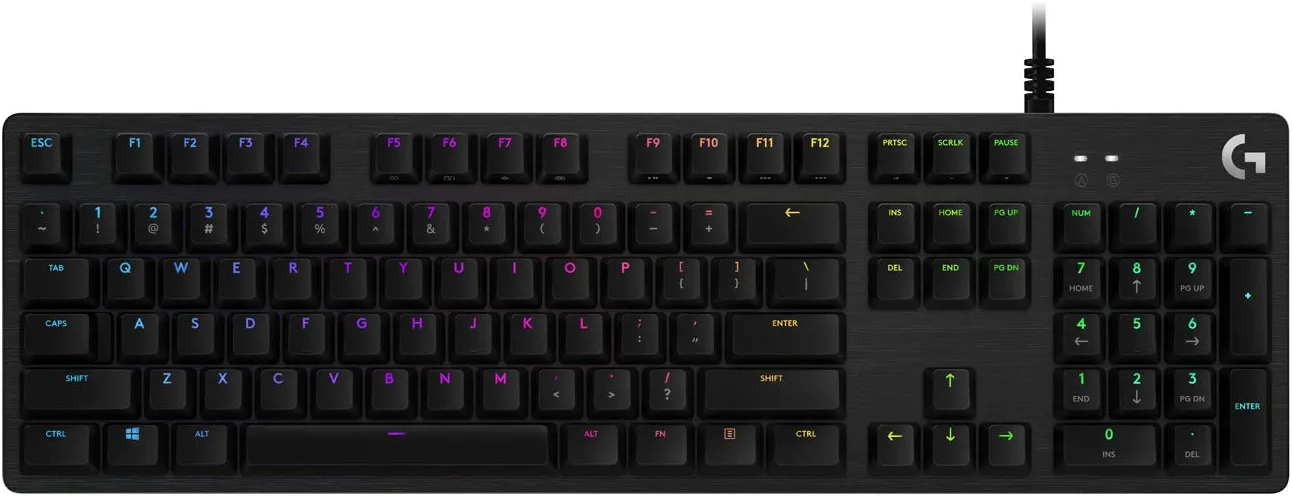 ESC F1 F2 F3 F4 F5 F6 F7 F8 F9 F10 F11 F12 PRTSC SCRLK PAUSE
A G
G
` 1 2 3 4 5 6 7 8 9 0 - = ← INS HOME PG UP NUM / * -
~ ! @ # $ % ^ & * ( ) — +
TAB Q W E R T Y U I O P [ ] \ DEL END PG DN 7 8 9 +
{ } | HOME ↑ PG UP
CAPS A S D F G H J K L ; ' ENTER 4 5 6
: " ← →
SHIFT Z X C V B N M , . / SHIFT ↑ 1 2 3 ENTER
< > ? END ↓ PG DN
CTRL ALT — ALT FN CTRL ← ↓ → 0 .
INS DEL